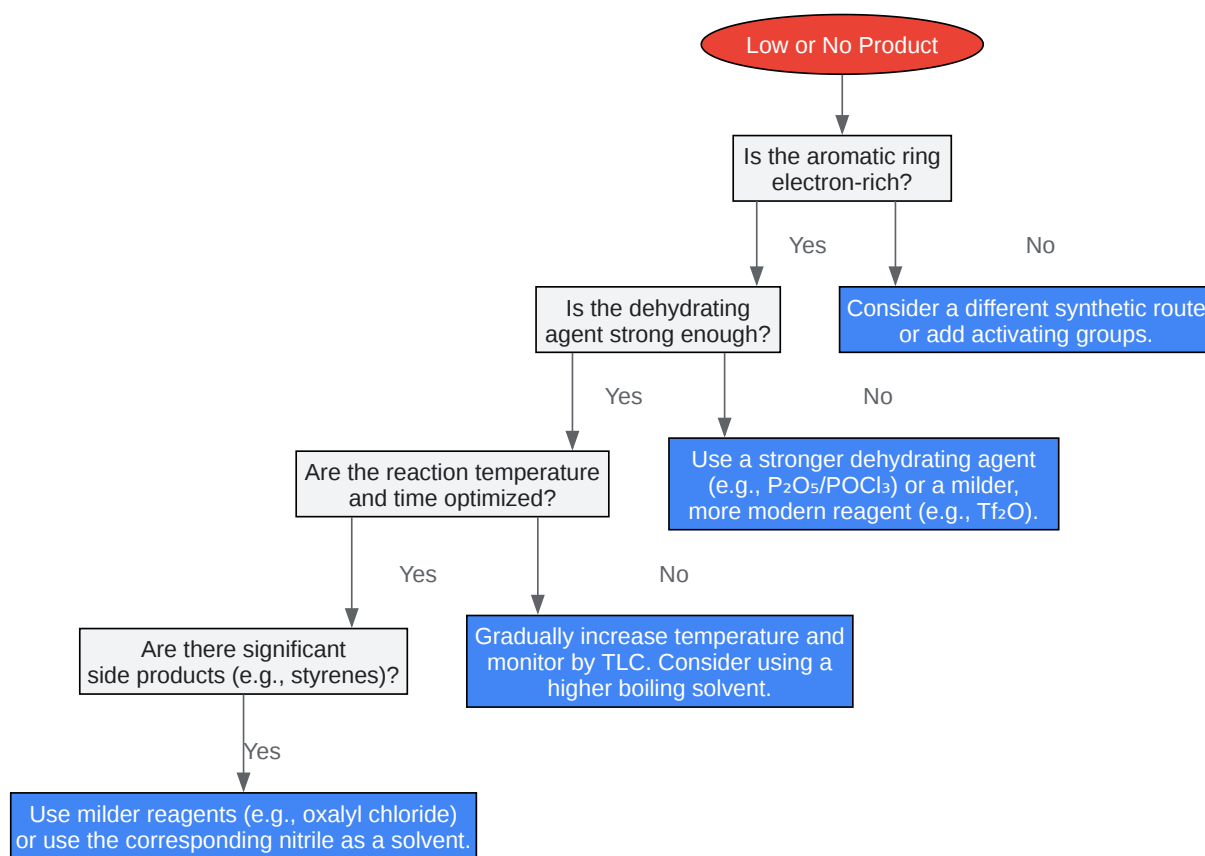 Low or No Product
Is the aromatic ring
electron-rich?
Yes
No
Is the dehydrating
agent strong enough?
Consider a different synthetic route
or add activating groups.
Yes
No
Are the reaction temperature
and time optimized?
Use a stronger dehydrating agent
(e.g., P₂O₅/POCl₃) or a milder,
more modern reagent (e.g., Tf₂O).
Yes
No
Are there significant
side products (e.g., styrenes)?
Gradually increase temperature and
monitor by TLC. Consider using a
higher boiling solvent.
Yes
Use milder reagents (e.g., oxalyl chloride)
or use the corresponding nitrile as a solvent.